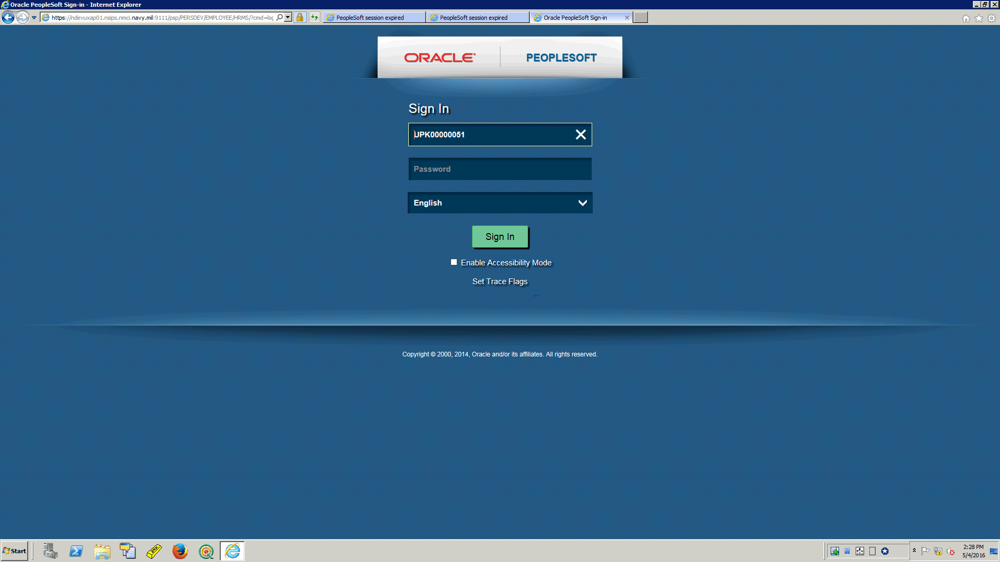 Oracle PeopleSoft Sign-in - Internet Explorer
https://ndevuxap01.nsips.nmci.navy.mil:9111/psp/PERSDEV/EMPLOYEE/HRMS/?cmd=log
PeopleSoft session expired
PeopleSoft session expired
Oracle PeopleSoft Sign-in
ORACLE
PEOPLESOFT
Sign In
UPK00000051
Password
English
Sign In
Enable Accessibility Mode
Set Trace Flags
Copyright © 2000, 2014, Oracle and/or its affiliates. All rights reserved.
Start
2:28 PM
5/4/2016